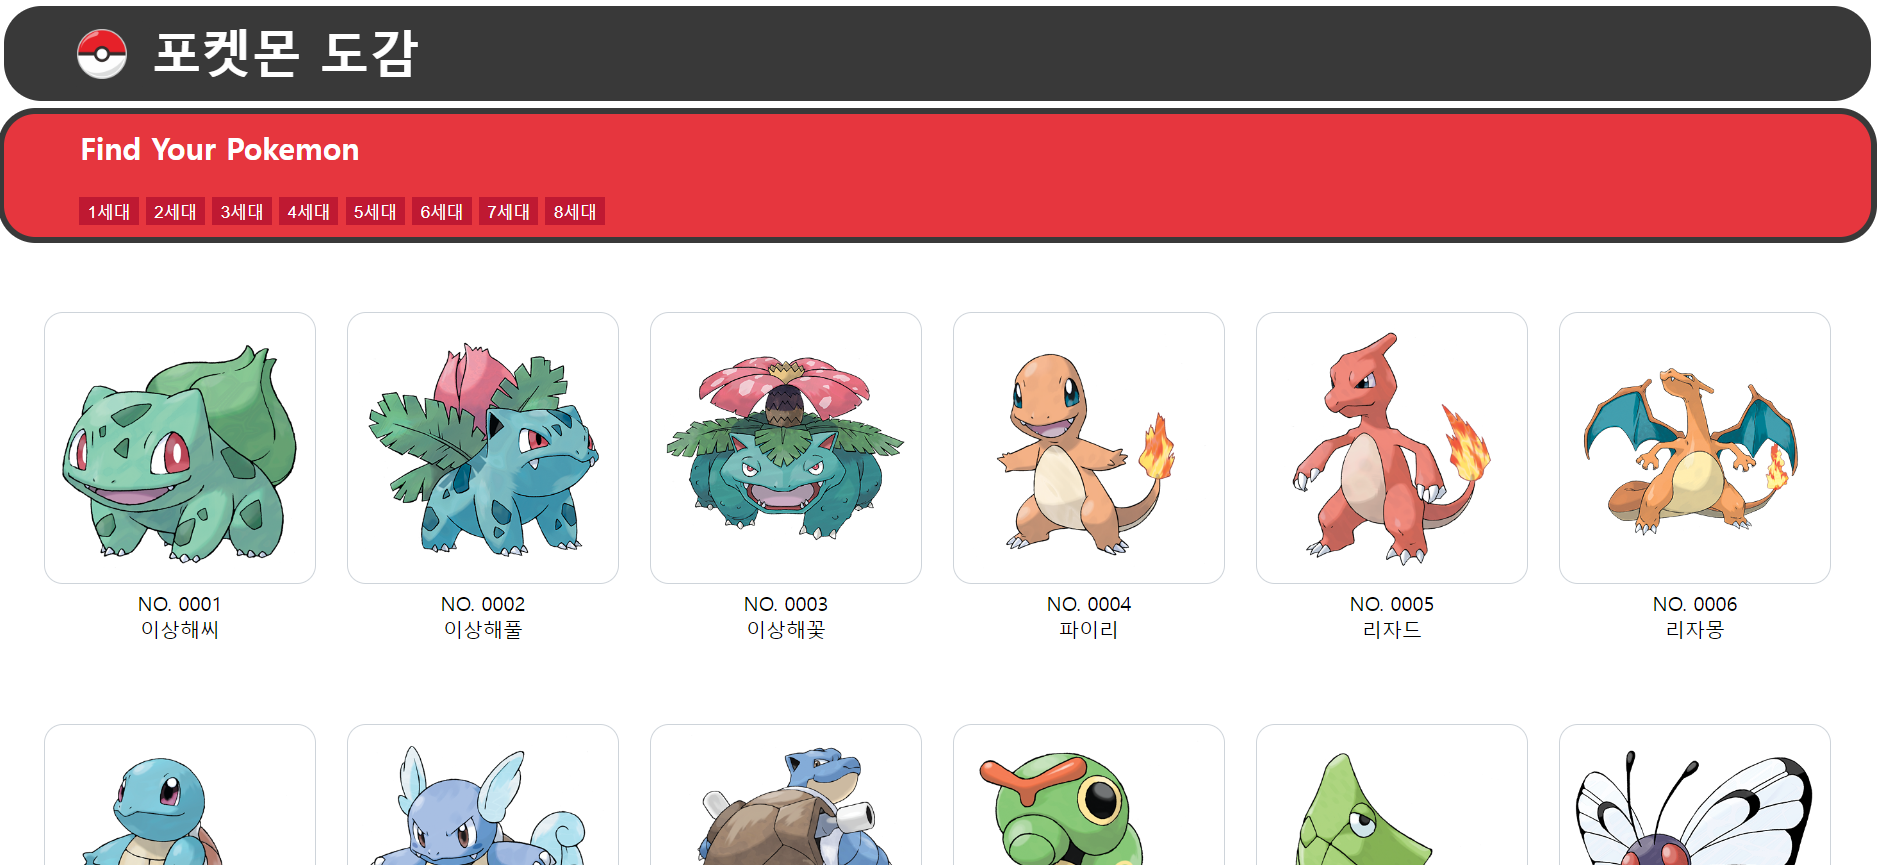 포켓몬 도감
Find Your Pokemon
1세대 2세대 3세대 4세대 5세대 6세대 7세대 8세대
NO. 0001 NO. 0002 NO. 0003 NO. 0004 NO. 0005 NO. 0006
이상해씨 이상해풀 이상해꽃 파이리 리자드 리자몽